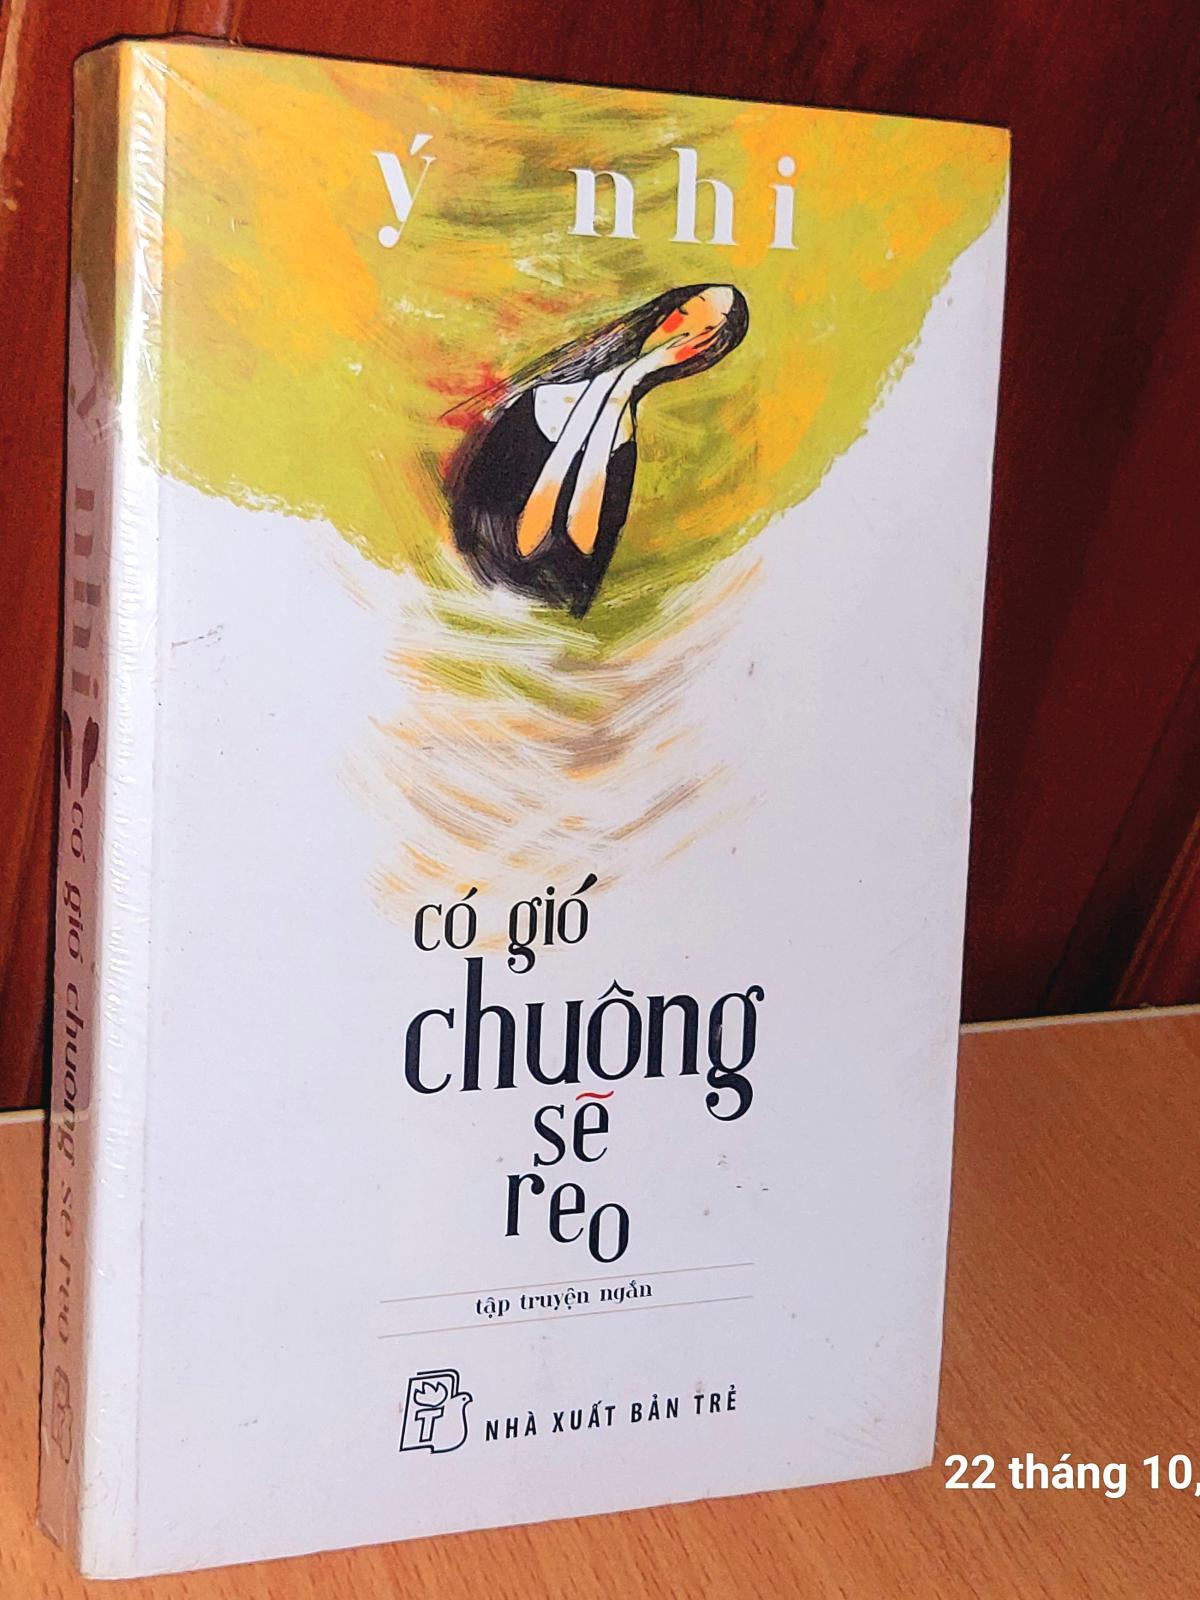 ý nhi
có gió
chuông
sẽ
reo
tập truyện ngắn
T
NHÀ XUẤT BẢN TRẺ
ý nhi có gió chuông sẽ reo
22 tháng 10,